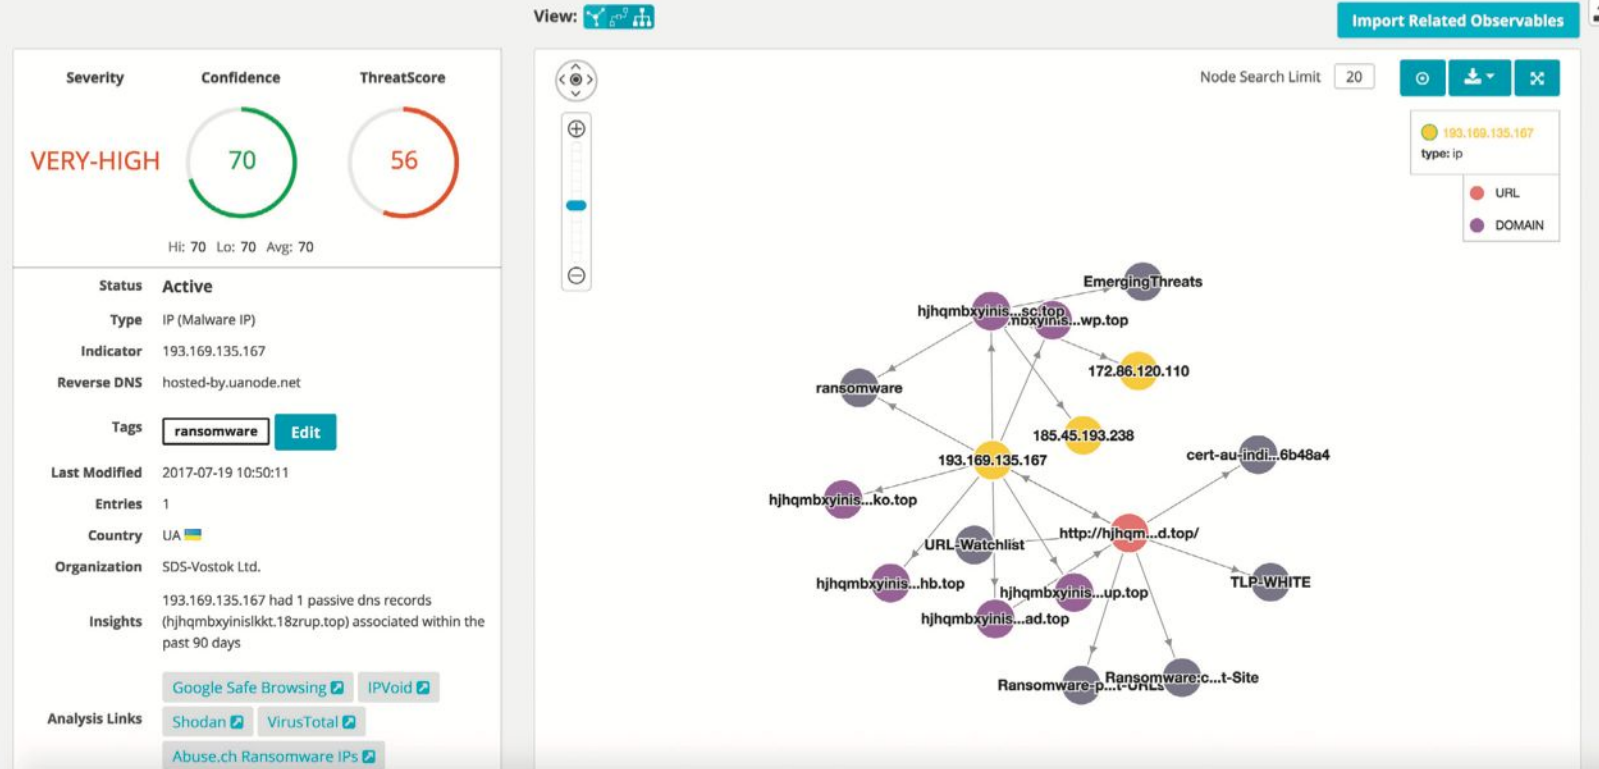 View:
Import Related Observables
Severity
Confidence
ThreatScore
VERY-HIGH
70
56
Hi: 70 Lo: 70 Avg: 70
Status Active
Type IP (Malware IP)
Indicator 193.169.135.167
Reverse DNS hosted-by.uanode.net
Tags ransomware Edit
Last Modified 2017-07-19 10:50:11
Entries 1
Country UA
Organization SDS-Vostok Ltd.
193.169.135.167 had 1 passive dns records
Insights (hjhqmbxyinislkkt.18zrup.top) associated within the
past 90 days
Google Safe Browsing IPVoid
Analysis Links Shodan VirusTotal
Abuse.ch Ransomware IPs
Node Search Limit 20
193.169.135.167
type: ip
URL
DOMAIN
EmergingThreats
hjhqmbxyinis...sc.top
mbxyinis...wp.top
172.86.120.110
ransomware
185.45.193.238
193.169.135.167
cert-au-indi...6b48a4
hjhqmbxyinis...ko.top
http://hjhqm...d.top/
URL-Watchlist
hjhqmbxyinis...hb.top
TLP-WHITE
hjhqmbxyinis...up.top
hjhqmbxyinis...ad.top
Ransomware:c...t-Site
Ransomware-p...t-URLs